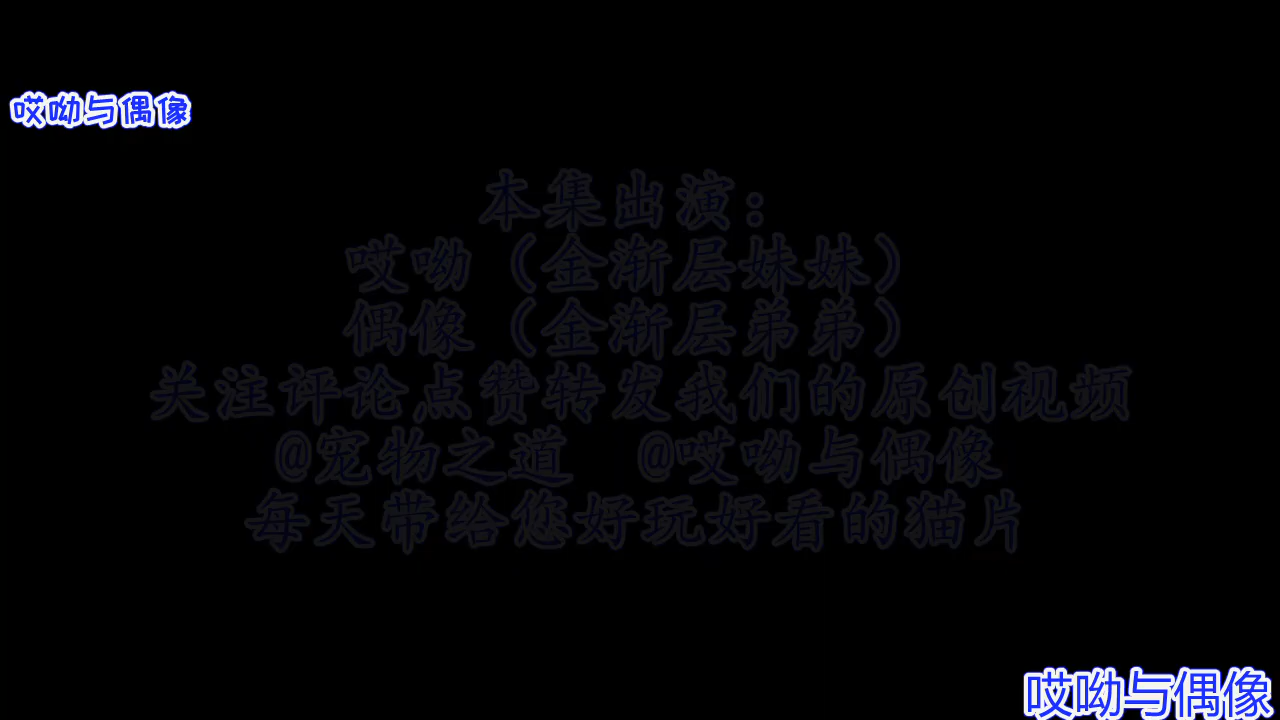 哎呦与偶像
本集出演：
哎呦（金渐层妹妹）
偶像（金渐层弟弟）
关注评论点赞转发我们的原创视频
@宠物之道 @哎呦与偶像
每天带给您好玩好看的猫片
哎呦与偶像